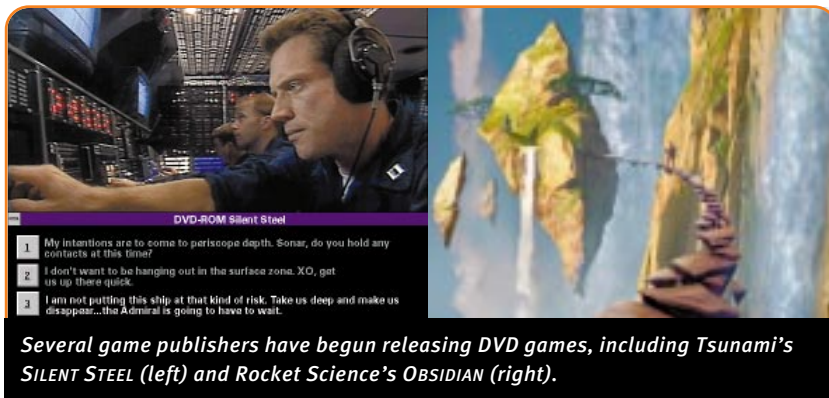 DVD-ROM Silent Steel
1 My intentions are to come to periscope depth. Sonar, do you hold any
contacts at this time?
2 I don't want to be hanging out in the surface zone. XO, get
us up there quick.
3 I am not putting this ship at that kind of risk. Take us deep and make us
disappear...the Admiral is going to have to wait.
Several game publishers have begun releasing DVD games, including Tsunami's
SILENT STEEL (left) and Rocket Science's OBSIDIAN (right).